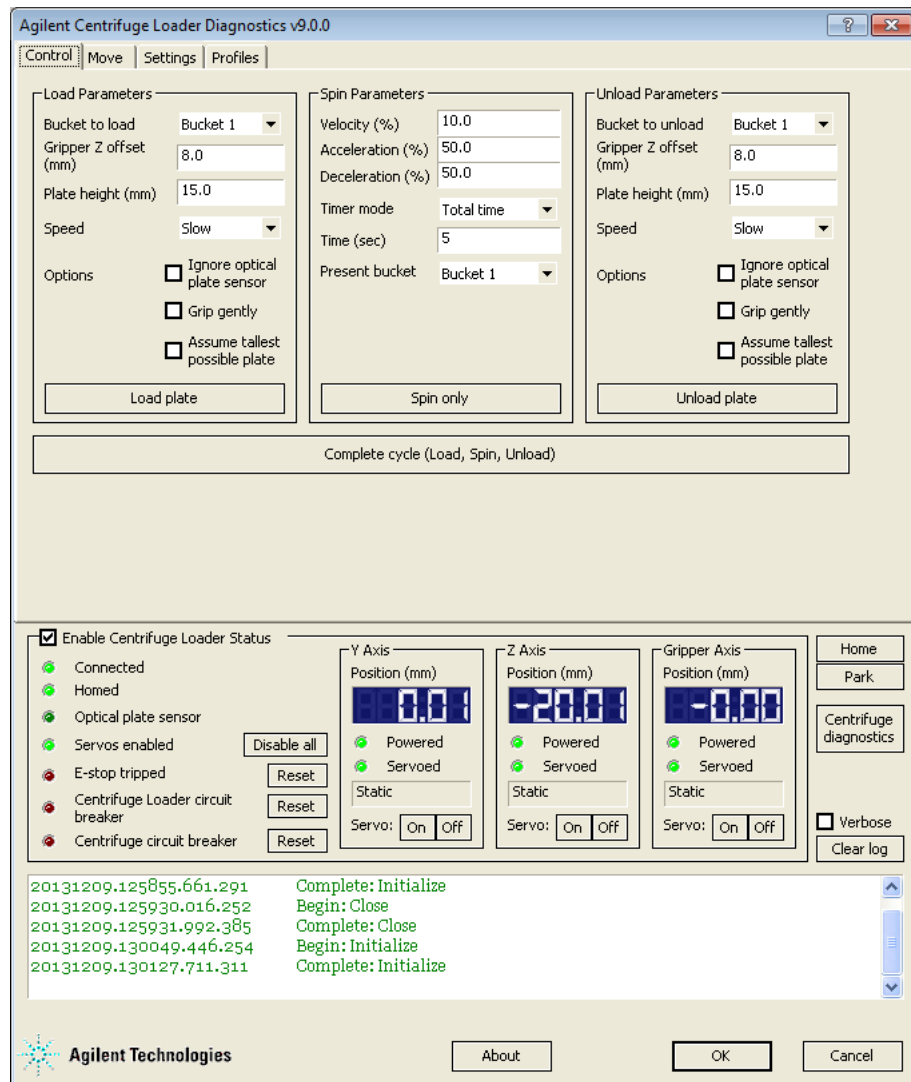 Agilent Centrifuge Loader Diagnostics v9.0.0
Control Move Settings Profiles
Load Parameters
Bucket to load Bucket 1
Gripper Z offset (mm) 8.0
Plate height (mm) 15.0
Speed Slow
Options
Ignore optical plate sensor
Grip gently
Assume tallest possible plate
Load plate
Spin Parameters
Velocity (%) 10.0
Acceleration (%) 50.0
Deceleration (%) 50.0
Timer mode Total time
Time (sec) 5
Present bucket Bucket 1
Spin only
Unload Parameters
Bucket to unload Bucket 1
Gripper Z offset (mm) 8.0
Plate height (mm) 15.0
Speed Slow
Options
Ignore optical plate sensor
Grip gently
Assume tallest possible plate
Unload plate
Complete cycle (Load, Spin, Unload)
Enable Centrifuge Loader Status
Connected
Homed
Optical plate sensor
Servos enabled Disable all
E-stop tripped Reset
Centrifuge Loader circuit breaker Reset
Centrifuge circuit breaker Reset
Y Axis
Position (mm)
0.01
Powered
Servoed
Static
Servo: On Off
Z Axis
Position (mm)
-20.01
Powered
Servoed
Static
Servo: On Off
Gripper Axis
Position (mm)
-0.00
Powered
Servoed
Static
Servo: On Off
Home
Park
Centrifuge diagnostics
Verbose
Clear log
20131209.125855.661.291 Complete: Initialize
20131209.125930.016.252 Begin: Close
20131209.125931.992.385 Complete: Close
20131209.130049.446.254 Begin: Initialize
20131209.130127.711.311 Complete: Initialize
Agilent Technologies
About OK Cancel